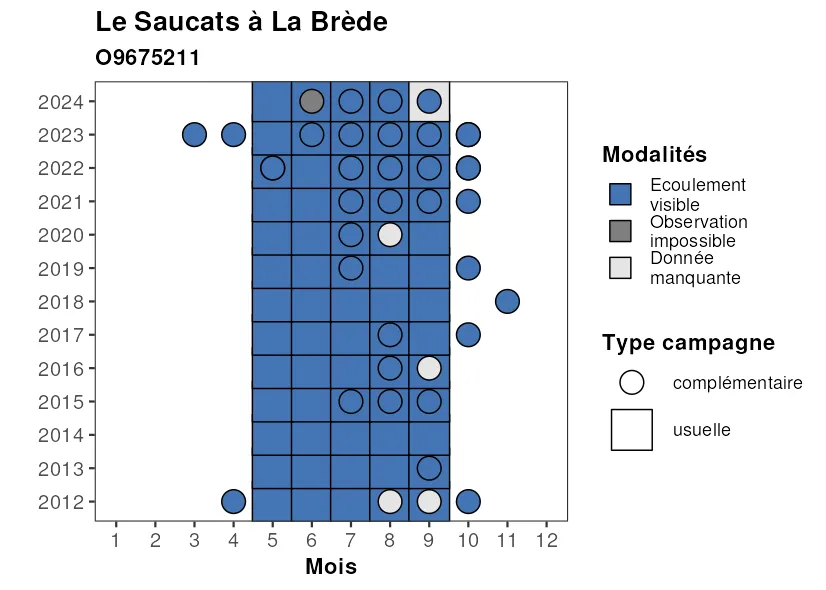 Le Saucats à La Brède
O9675211
2024
2023
2022
2021
2020
2019
2018
2017
2016
2015
2014
2013
2012
1 2 3 4 5 6 7 8 9 10 11 12
Mois
Modalités
Ecoulement
visible
Observation
impossible
Donnée
manquante
Type campagne
complémentaire
usuelle